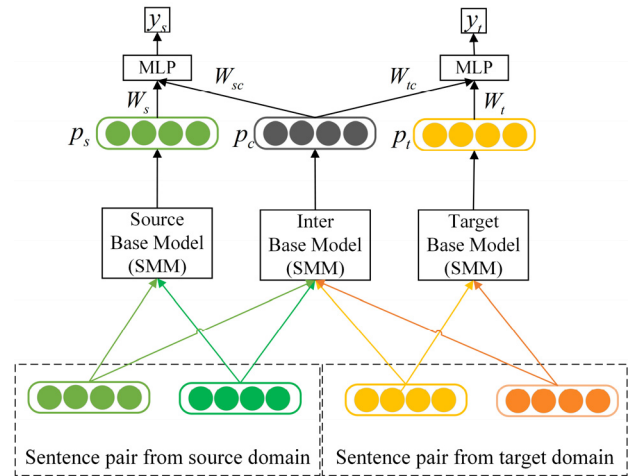 y_s y_t
MLP MLP
W_sc W_tc
W_s W_t
p_s p_c p_t
Source Inter Target
Base Model Base Model Base Model
(SMM) (SMM) (SMM)
Sentence pair from source domain Sentence pair from target domain